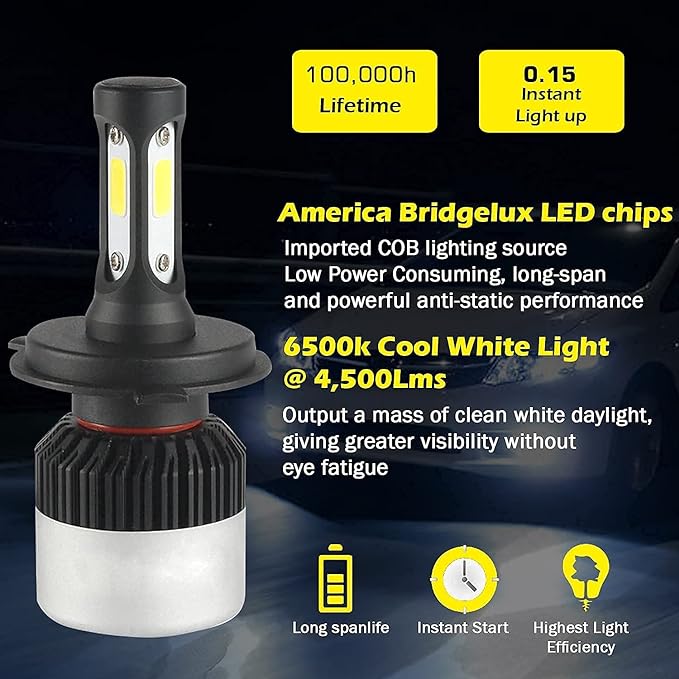 100,000h
Lifetime
0.15
Instant
Light up
America Bridgelux LED chips
Imported COB lighting source
Low Power Consuming, long-span
and powerful anti-static performance
6500k Cool White Light
@ 4,500Lms
Output a mass of clean white daylight,
giving greater visibility without
eye fatigue
Long spanlife
Instant Start
Highest Light
Efficiency